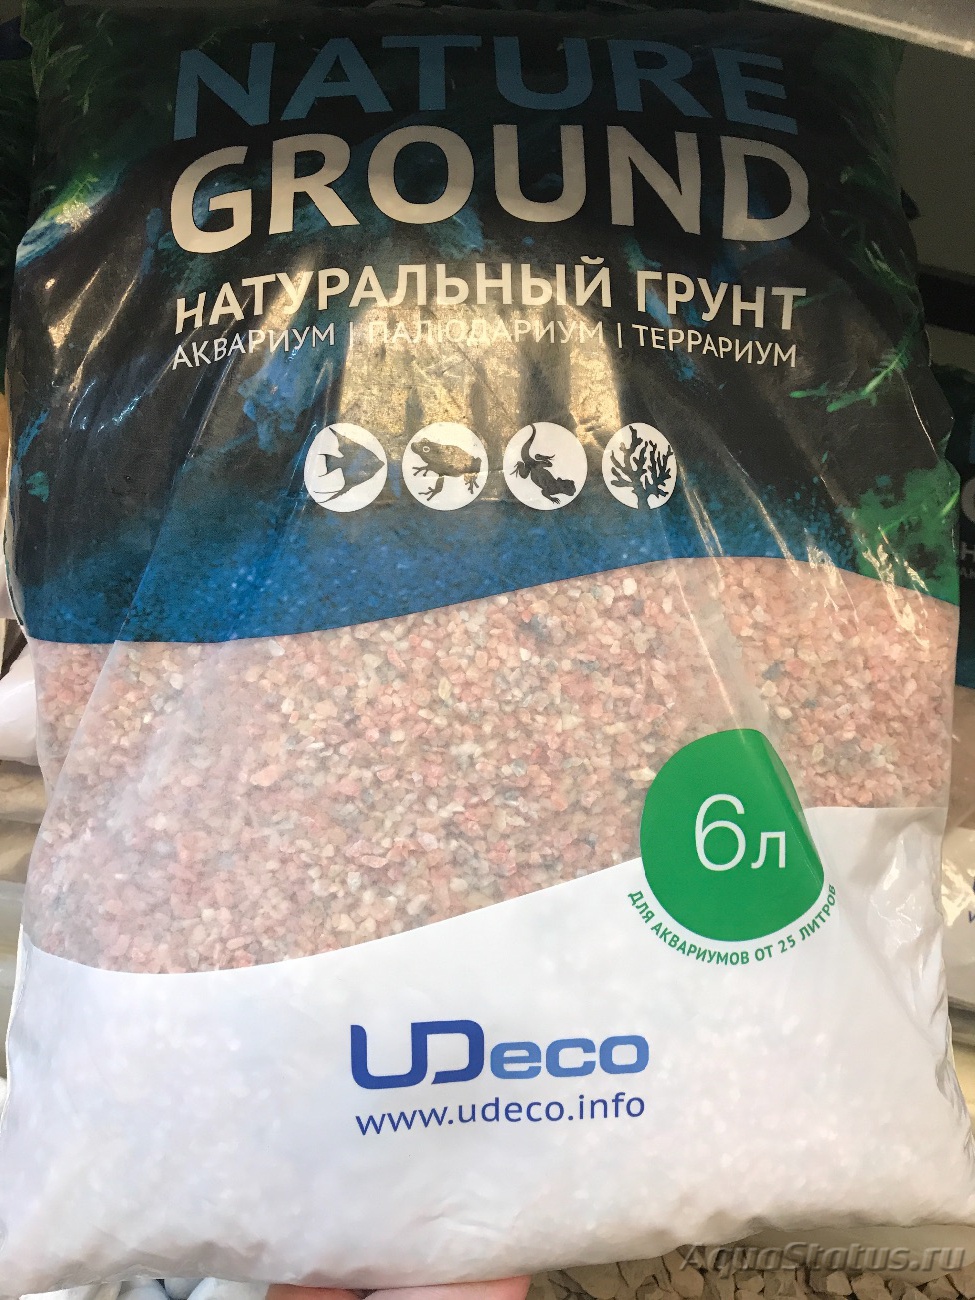 NATURE
GROUND
НАТУРАЛЬНЫЙ ГРУНТ
АКВАРИУМ | ПАЛЮДАРИУМ | ТЕРРАРИУМ
6л
ДЛЯ АКВАРИУМОВ ОТ 25 ЛИТРОВ
UDeco
www.udeco.info
AquaStatus.ru